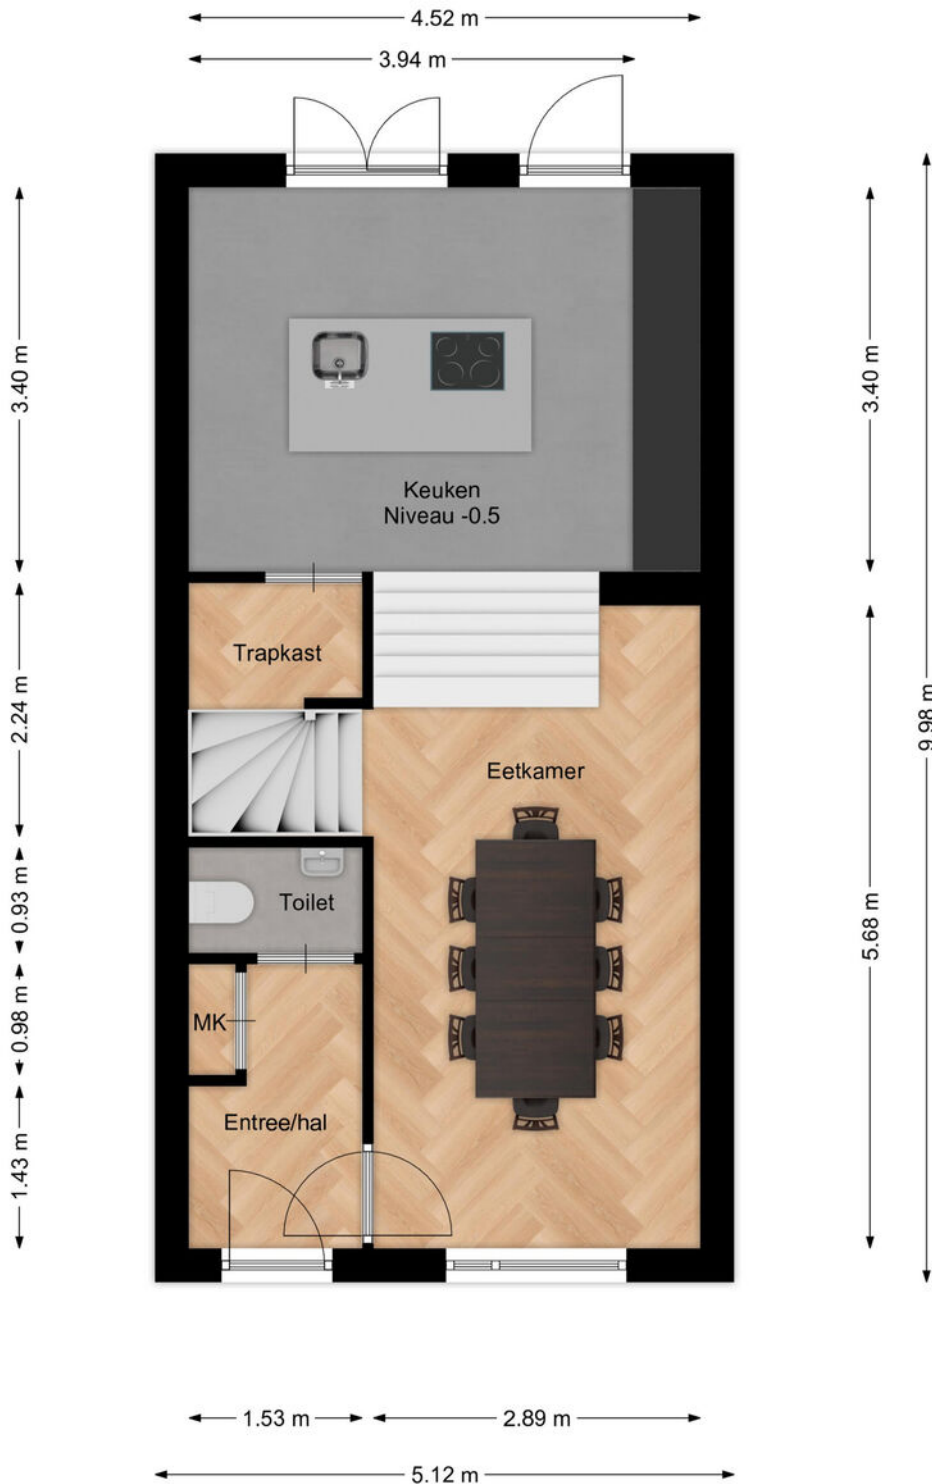 4.52 m
3.94 m
3.40 m
3.40 m
9.98 m
Keuken
Niveau -0.5
Trapkast
2.24 m
Eetkamer
5.68 m
Toilet
0.93 m
MK
0.98 m
Entree/hal
1.43 m
1.53 m
2.89 m
5.12 m